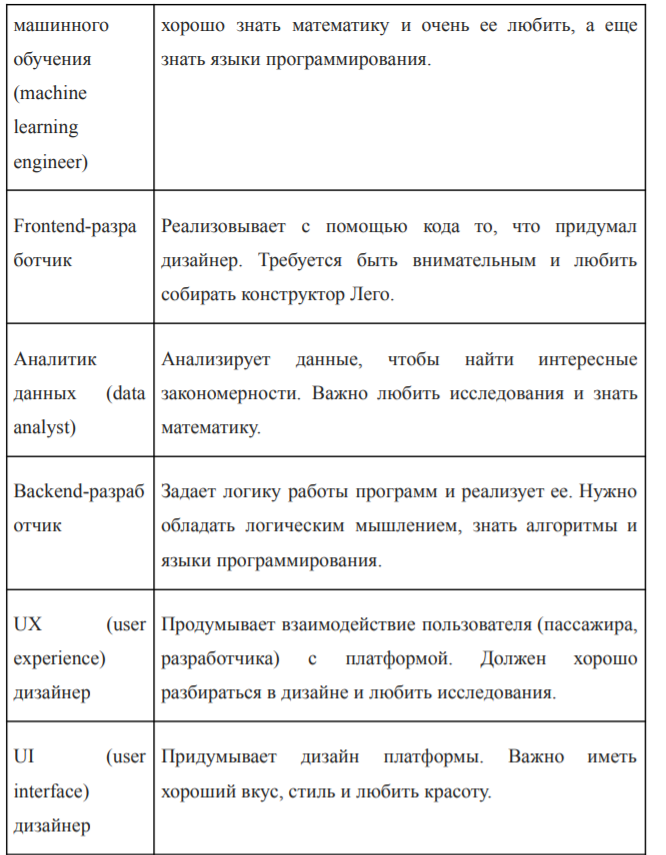 машинного
обучения
(machine
learning
engineer)
хорошо знать математику и очень ее любить, а еще
знать языки программирования.
Frontend-разра
ботчик
Реализовывает с помощью кода то, что придумал
дизайнер. Требуется быть внимательным и любить
собирать конструктор Лего.
Аналитик
данных (data
analyst)
Анализирует данные, чтобы найти интересные
закономерности. Важно любить исследования и знать
математику.
Backend-разраб
отчик
Задает логику работы программ и реализует ее. Нужно
обладать логическим мышлением, знать алгоритмы и
языки программирования.
UX (user
experience)
дизайнер
Продумывает взаимодействие пользователя (пассажира,
разработчика) с платформой. Должен хорошо
разбираться в дизайне и любить исследования.
UI (user
interface)
дизайнер
Придумывает дизайн платформы. Важно иметь
хороший вкус, стиль и любить красоту.